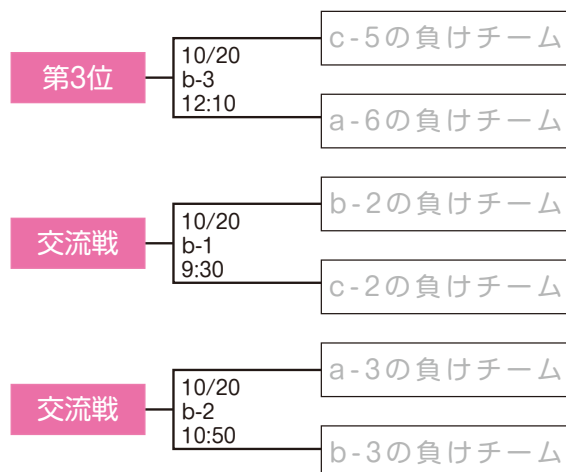 第3位
10/20
b-3
12:10
c-5の負けチーム
a-6の負けチーム
交流戦
10/20
b-1
9:30
b-2の負けチーム
c-2の負けチーム
交流戦
10/20
b-2
10:50
a-3の負けチーム
b-3の負けチーム